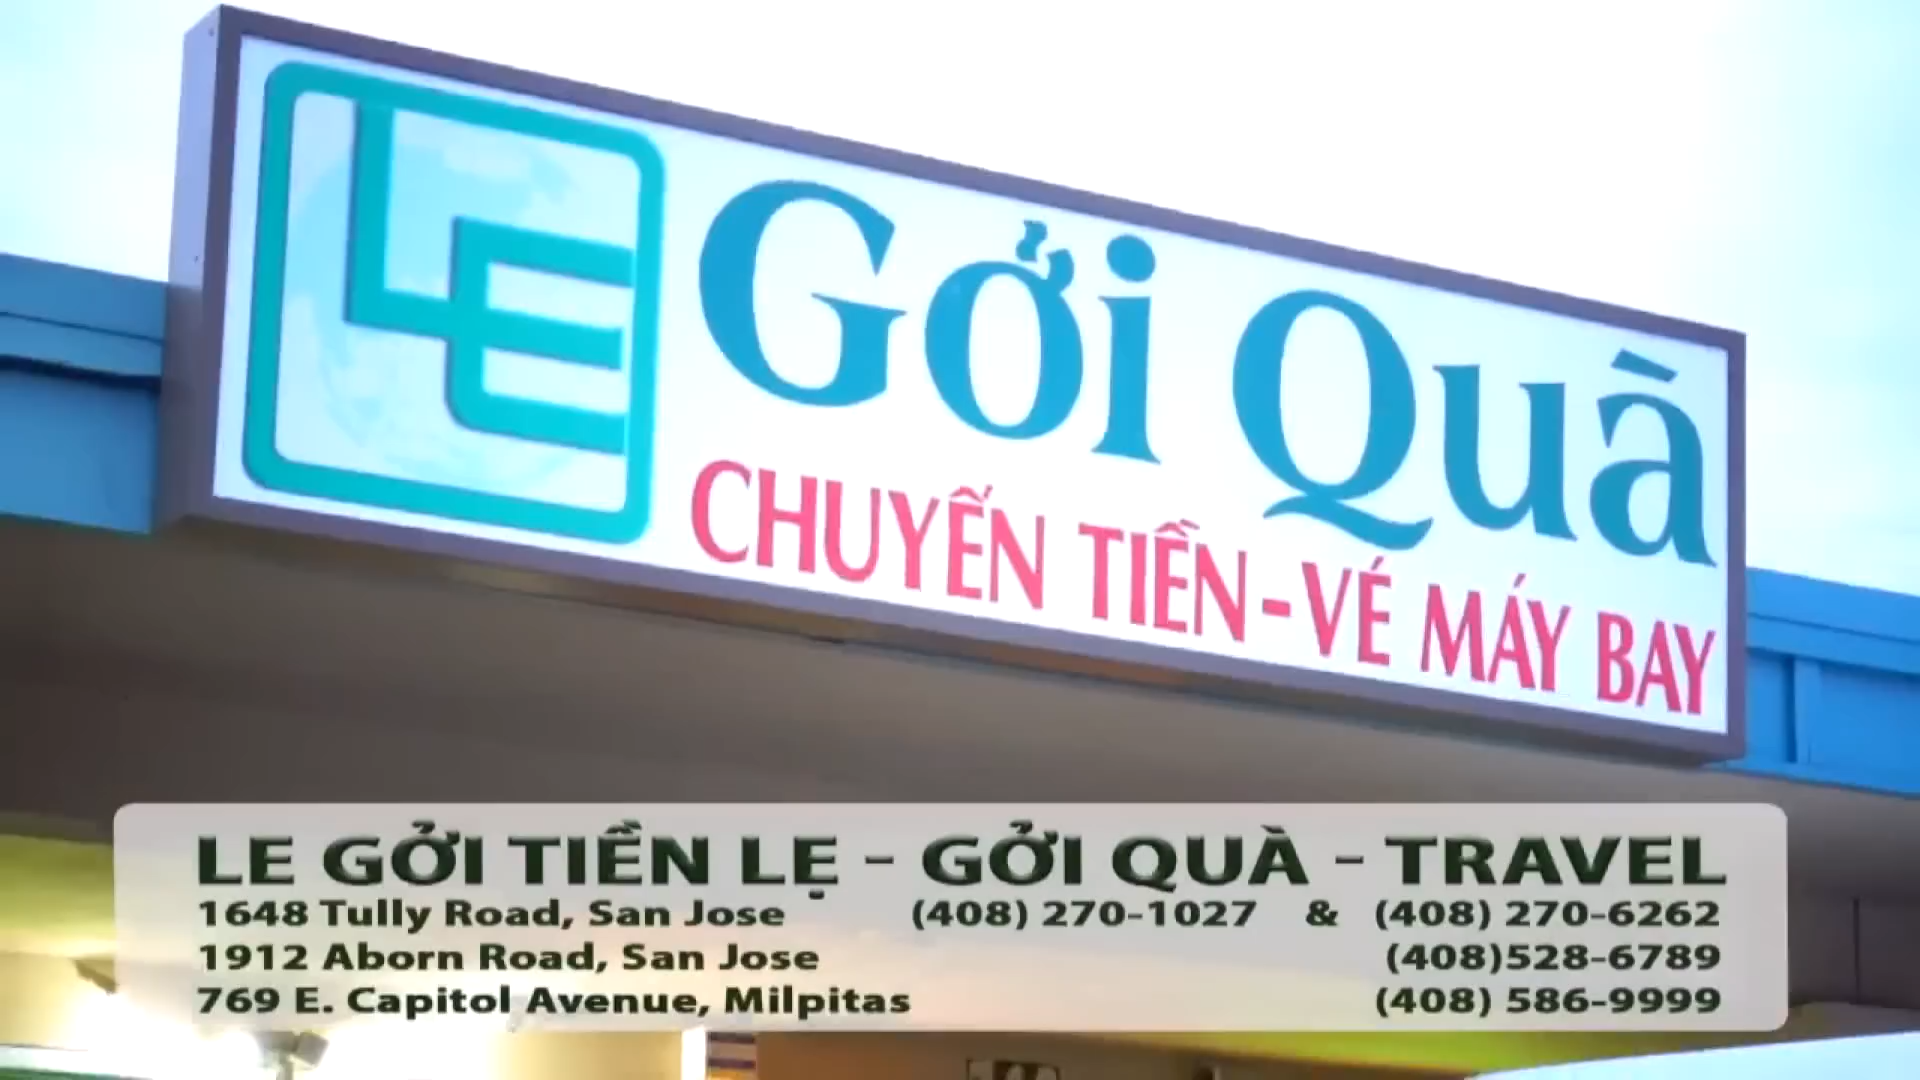 LE
Gởi Quà
CHUYỂN TIỀN-VÉ MÁY BAY
LE GỞI TIỀN LẸ - GỞI QUÀ - TRAVEL
1648 Tully Road, San Jose (408) 270-1027 & (408) 270-6262
1912 Aborn Road, San Jose (408)528-6789
769 E. Capitol Avenue, Milpitas (408) 586-9999